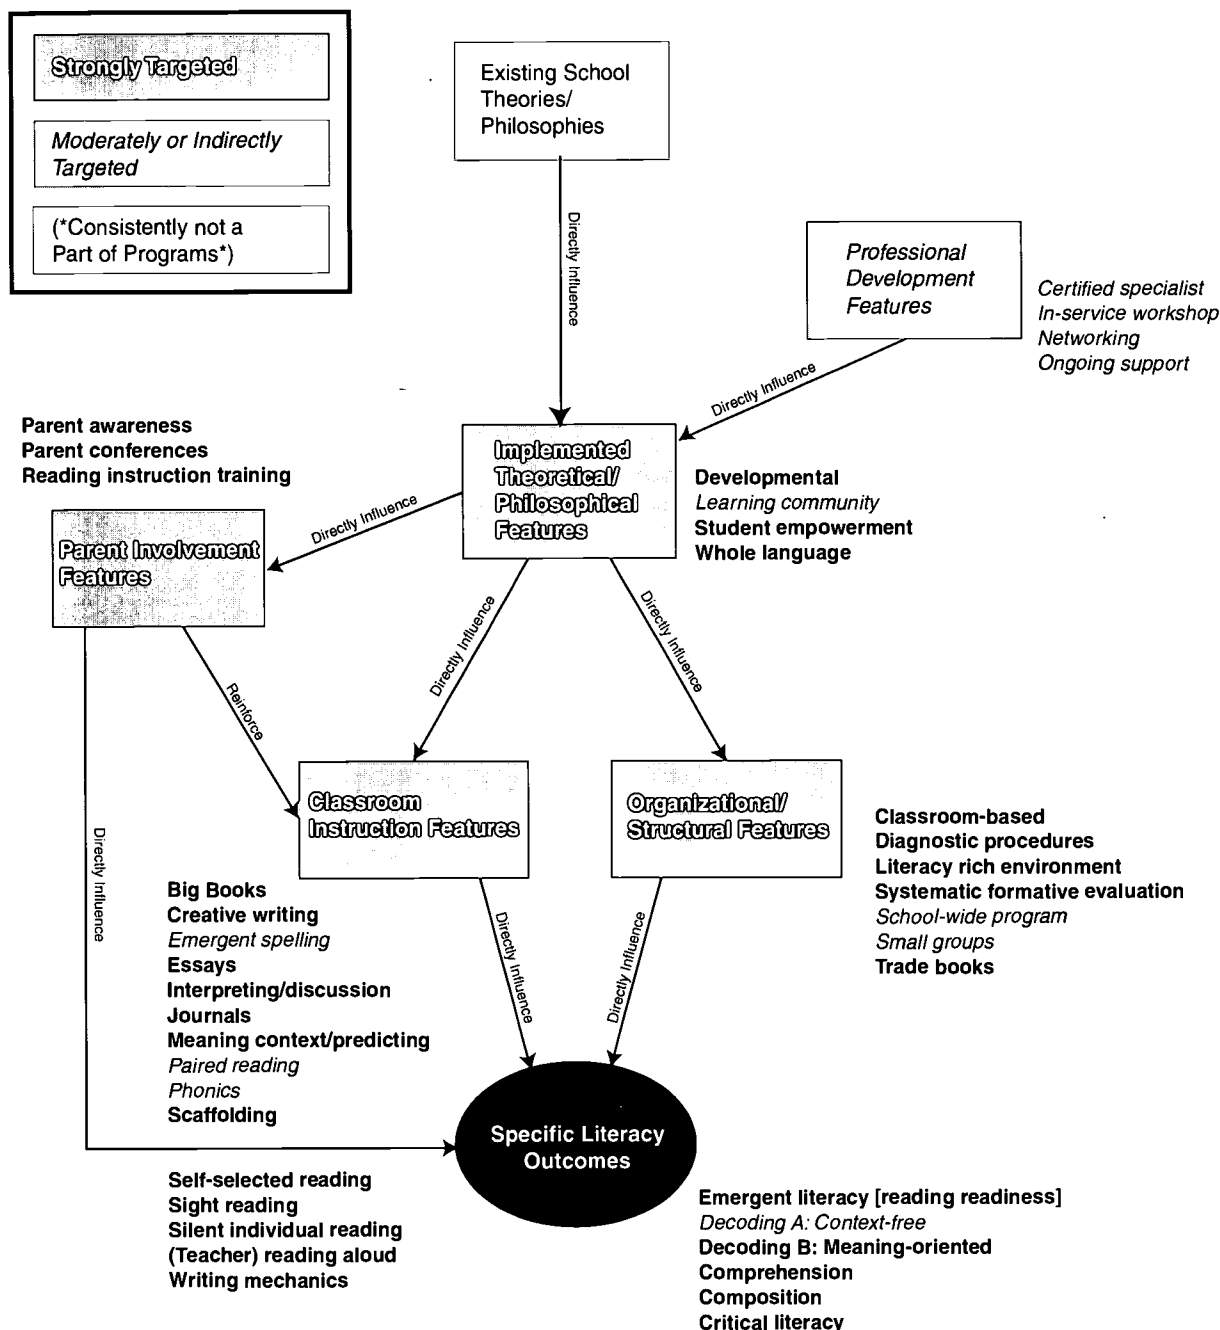 Strongly Targeted
Moderately or Indirectly
Targeted
(*Consistently not a
Part of Programs*)
Existing School
Theories/
Philosophies
Directly Influence
Professional
Development
Features
Certified specialist
In-service workshop
Networking
Ongoing support
Directly Influence
Parent awareness
Parent conferences
Reading instruction training
Implemented
Theoretical/
Philosophical
Features
Developmental
Learning community
Student empowerment
Whole language
Directly Influence
Parent Involvement
Features
Directly Influence
Directly Influence
Reinforce
Directly Influence
Classroom
Instruction Features
Organizational/
Structural Features
Classroom-based
Diagnostic procedures
Literacy rich environment
Systematic formative evaluation
School-wide program
Small groups
Trade books
Big Books
Creative writing
Emergent spelling
Essays
Interpreting/discussion
Journals
Meaning context/predicting
Paired reading
Phonics
Scaffolding
Directly Influence
Directly Influence
Specific Literacy
Outcomes
Self-selected reading
Sight reading
Silent individual reading
(Teacher) reading aloud
Writing mechanics
Emergent literacy [reading readiness]
Decoding A: Context-free
Decoding B: Meaning-oriented
Comprehension
Composition
Critical literacy